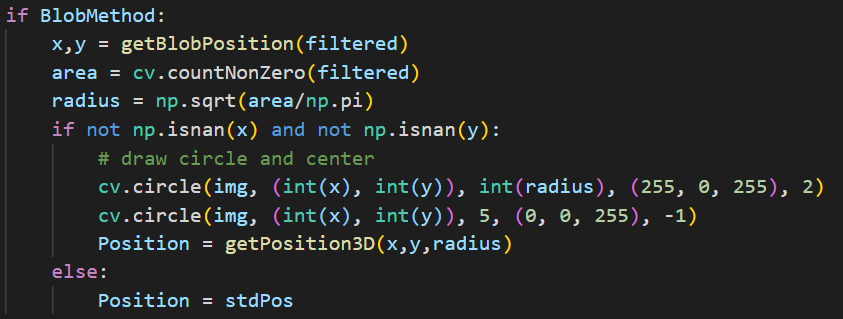 if BlobMethod:
    x,y = getBlobPosition(filtered)
    area = cv.countNonZero(filtered)
    radius = np.sqrt(area/np.pi)
    if not np.isnan(x) and not np.isnan(y):
        # draw circle and center
        cv.circle(img, (int(x), int(y)), int(radius), (255, 0, 255), 2)
        cv.circle(img, (int(x), int(y)), 5, (0, 0, 255), -1)
        Position = getPosition3D(x,y,radius)
    else:
        Position = stdPos